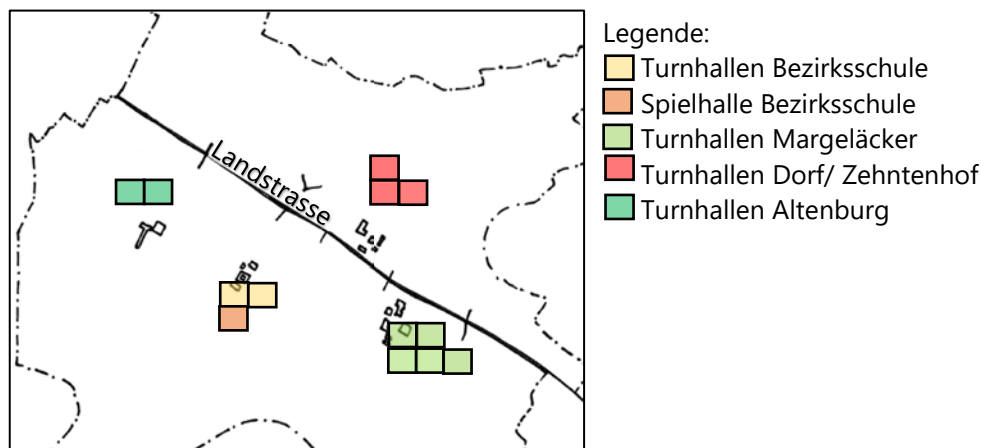 Landstrasse
Legende:
Turnhallen Bezirksschule
Spielhalle Bezirksschule
Turnhallen Margeläcker
Turnhallen Dorf/ Zehntenhof
Turnhallen Altenburg